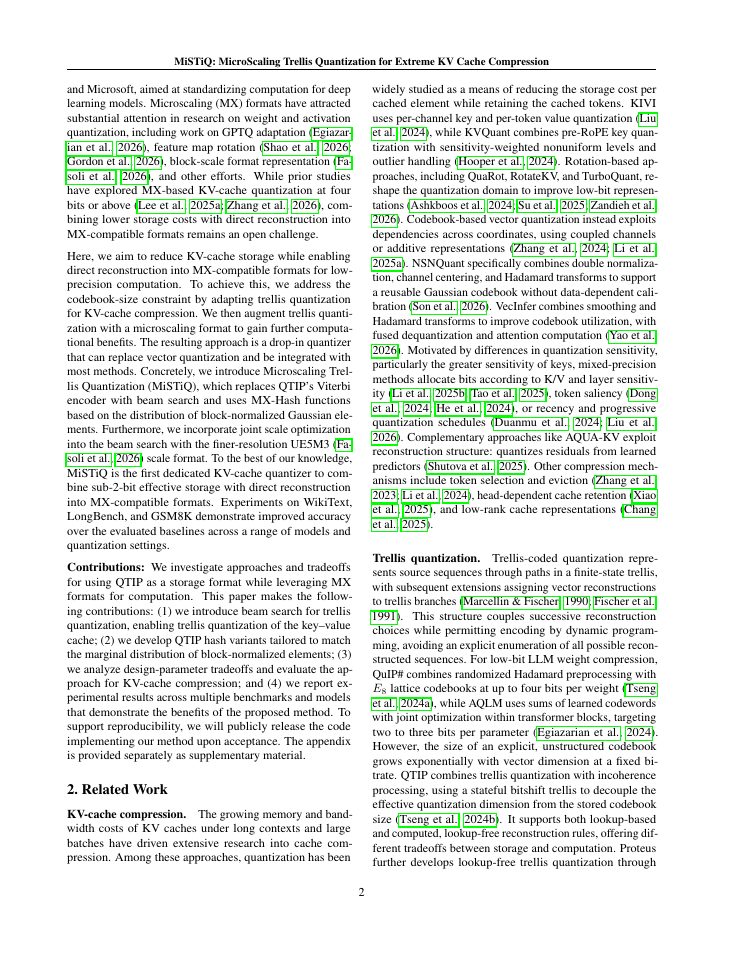 MiSTiQ: MicroScaling Trellis Quantization for Extreme KV Cache Compression
and Microsoft, aimed at standardizing computation for deep
learning models. Microscaling (MX) formats have attracted
substantial attention in research on weight and activation
quantization, including work on GPTQ adaptation (Egiazar-
ian et al., 2026), feature map rotation (Shao et al., 2026;
Gordon et al., 2026), block-scale format representation (Fa-
soli et al., 2026), and other efforts. While prior studies
have explored MX-based KV-cache quantization at four
bits or above (Lee et al., 2025a; Zhang et al., 2026), com-
bining lower storage costs with direct reconstruction into
MX-compatible formats remains an open challenge.
Here, we aim to reduce KV-cache storage while enabling
direct reconstruction into MX-compatible formats for low-
precision computation. To achieve this, we address the
codebook-size constraint by adapting trellis quantization
for KV-cache compression. We then augment trellis quanti-
zation with a microscaling format to gain further computa-
tional benefits. The resulting approach is a drop-in quantizer
that can replace vector quantization and be integrated with
most methods. Concretely, we introduce Microscaling Trel-
lis Quantization (MiSTiQ), which replaces QTIP's Viterbi
encoder with beam search and uses MX-Hash functions
based on the distribution of block-normalized Gaussian ele-
ments. Furthermore, we incorporate joint scale optimization
into the beam search with the finer-resolution UE5M3 (Fa-
soli et al., 2026) scale format. To the best of our knowledge,
MiSTiQ is the first dedicated KV-cache quantizer to com-
bine sub-2-bit effective storage with direct reconstruction
into MX-compatible formats. Experiments on WikiText,
LongBench, and GSM8K demonstrate improved accuracy
over the evaluated baselines across a range of models and
quantization settings.
Contributions: We investigate approaches and tradeoffs
for using QTIP as a storage format while leveraging MX
formats for computation. This paper makes the follow-
ing contributions: (1) we introduce beam search for trellis
quantization, enabling trellis quantization of the key–value
cache; (2) we develop QTIP hash variants tailored to match
the marginal distribution of block-normalized elements; (3)
we analyze design-parameter tradeoffs and evaluate the ap-
proach for KV-cache compression; and (4) we report ex-
perimental results across multiple benchmarks and models
that demonstrate the benefits of the proposed method. To
support reproducibility, we will publicly release the code
implementing our method upon acceptance. The appendix
is provided separately as supplementary material.
2. Related Work
KV-cache compression. The growing memory and band-
width costs of KV caches under long contexts and large
batches have driven extensive research into cache com-
pression. Among these approaches, quantization has been
widely studied as a means of reducing the storage cost per
cached element while retaining the cached tokens. KIVI
uses per-channel key and per-token value quantization (Liu
et al., 2024), while KVQuant combines pre-RoPE key quan-
tization with sensitivity-weighted nonuniform levels and
outlier handling (Hooper et al., 2024). Rotation-based ap-
proaches, including QuaRot, RotateKV, and TurboQuant, re-
shape the quantization domain to improve low-bit represen-
tations (Ashkboos et al., 2024; Su et al., 2025; Zandieh et al.,
2026). Codebook-based vector quantization instead exploits
dependencies across coordinates, using coupled channels
or additive representations (Zhang et al., 2024; Li et al.,
2025a). NSNQuant specifically combines double normaliza-
tion, channel centering, and Hadamard transforms to support
a reusable Gaussian codebook without data-dependent cali-
bration (Son et al., 2026). VecInfer combines smoothing and
Hadamard transforms to improve codebook utilization, with
fused dequantization and attention computation (Yao et al.,
2026). Motivated by differences in quantization sensitivity,
particularly the greater sensitivity of keys, mixed-precision
methods allocate bits according to K/V and layer sensitiv-
ity (Li et al., 2025b; Tao et al., 2025), token saliency (Dong
et al., 2024; He et al., 2024), or recency and progressive
quantization schedules (Duanmu et al., 2024; Liu et al.,
2026). Complementary approaches like AQUA-KV exploit
reconstruction structure: quantizes residuals from learned
predictors (Shutova et al., 2025). Other compression mech-
anisms include token selection and eviction (Zhang et al.,
2023; Li et al., 2024), head-dependent cache retention (Xiao
et al., 2025), and low-rank cache representations (Chang
et al., 2025).
Trellis quantization. Trellis-coded quantization repre-
sents source sequences through paths in a finite-state trellis,
with subsequent extensions assigning vector reconstructions
to trellis branches (Marcellin & Fischer, 1990; Fischer et al.,
1991). This structure couples successive reconstruction
choices while permitting encoding by dynamic program-
ming, avoiding an explicit enumeration of all possible recon-
structed sequences. For low-bit LLM weight compression,
QuIP# combines randomized Hadamard preprocessing with
E8 lattice codebooks at up to four bits per weight (Tseng
et al., 2024a), while AQLM uses sums of learned codewords
with joint optimization within transformer blocks, targeting
two to three bits per parameter (Egiazarian et al., 2024).
However, the size of an explicit, unstructured codebook
grows exponentially with vector dimension at a fixed bi-
trate. QTIP combines trellis quantization with incoherence
processing, using a stateful bitshift trellis to decouple the
effective quantization dimension from the stored codebook
size (Tseng et al., 2024b). It supports both lookup-based
and computed, lookup-free reconstruction rules, offering dif-
ferent tradeoffs between storage and computation. Proteus
further develops lookup-free trellis quantization through
2